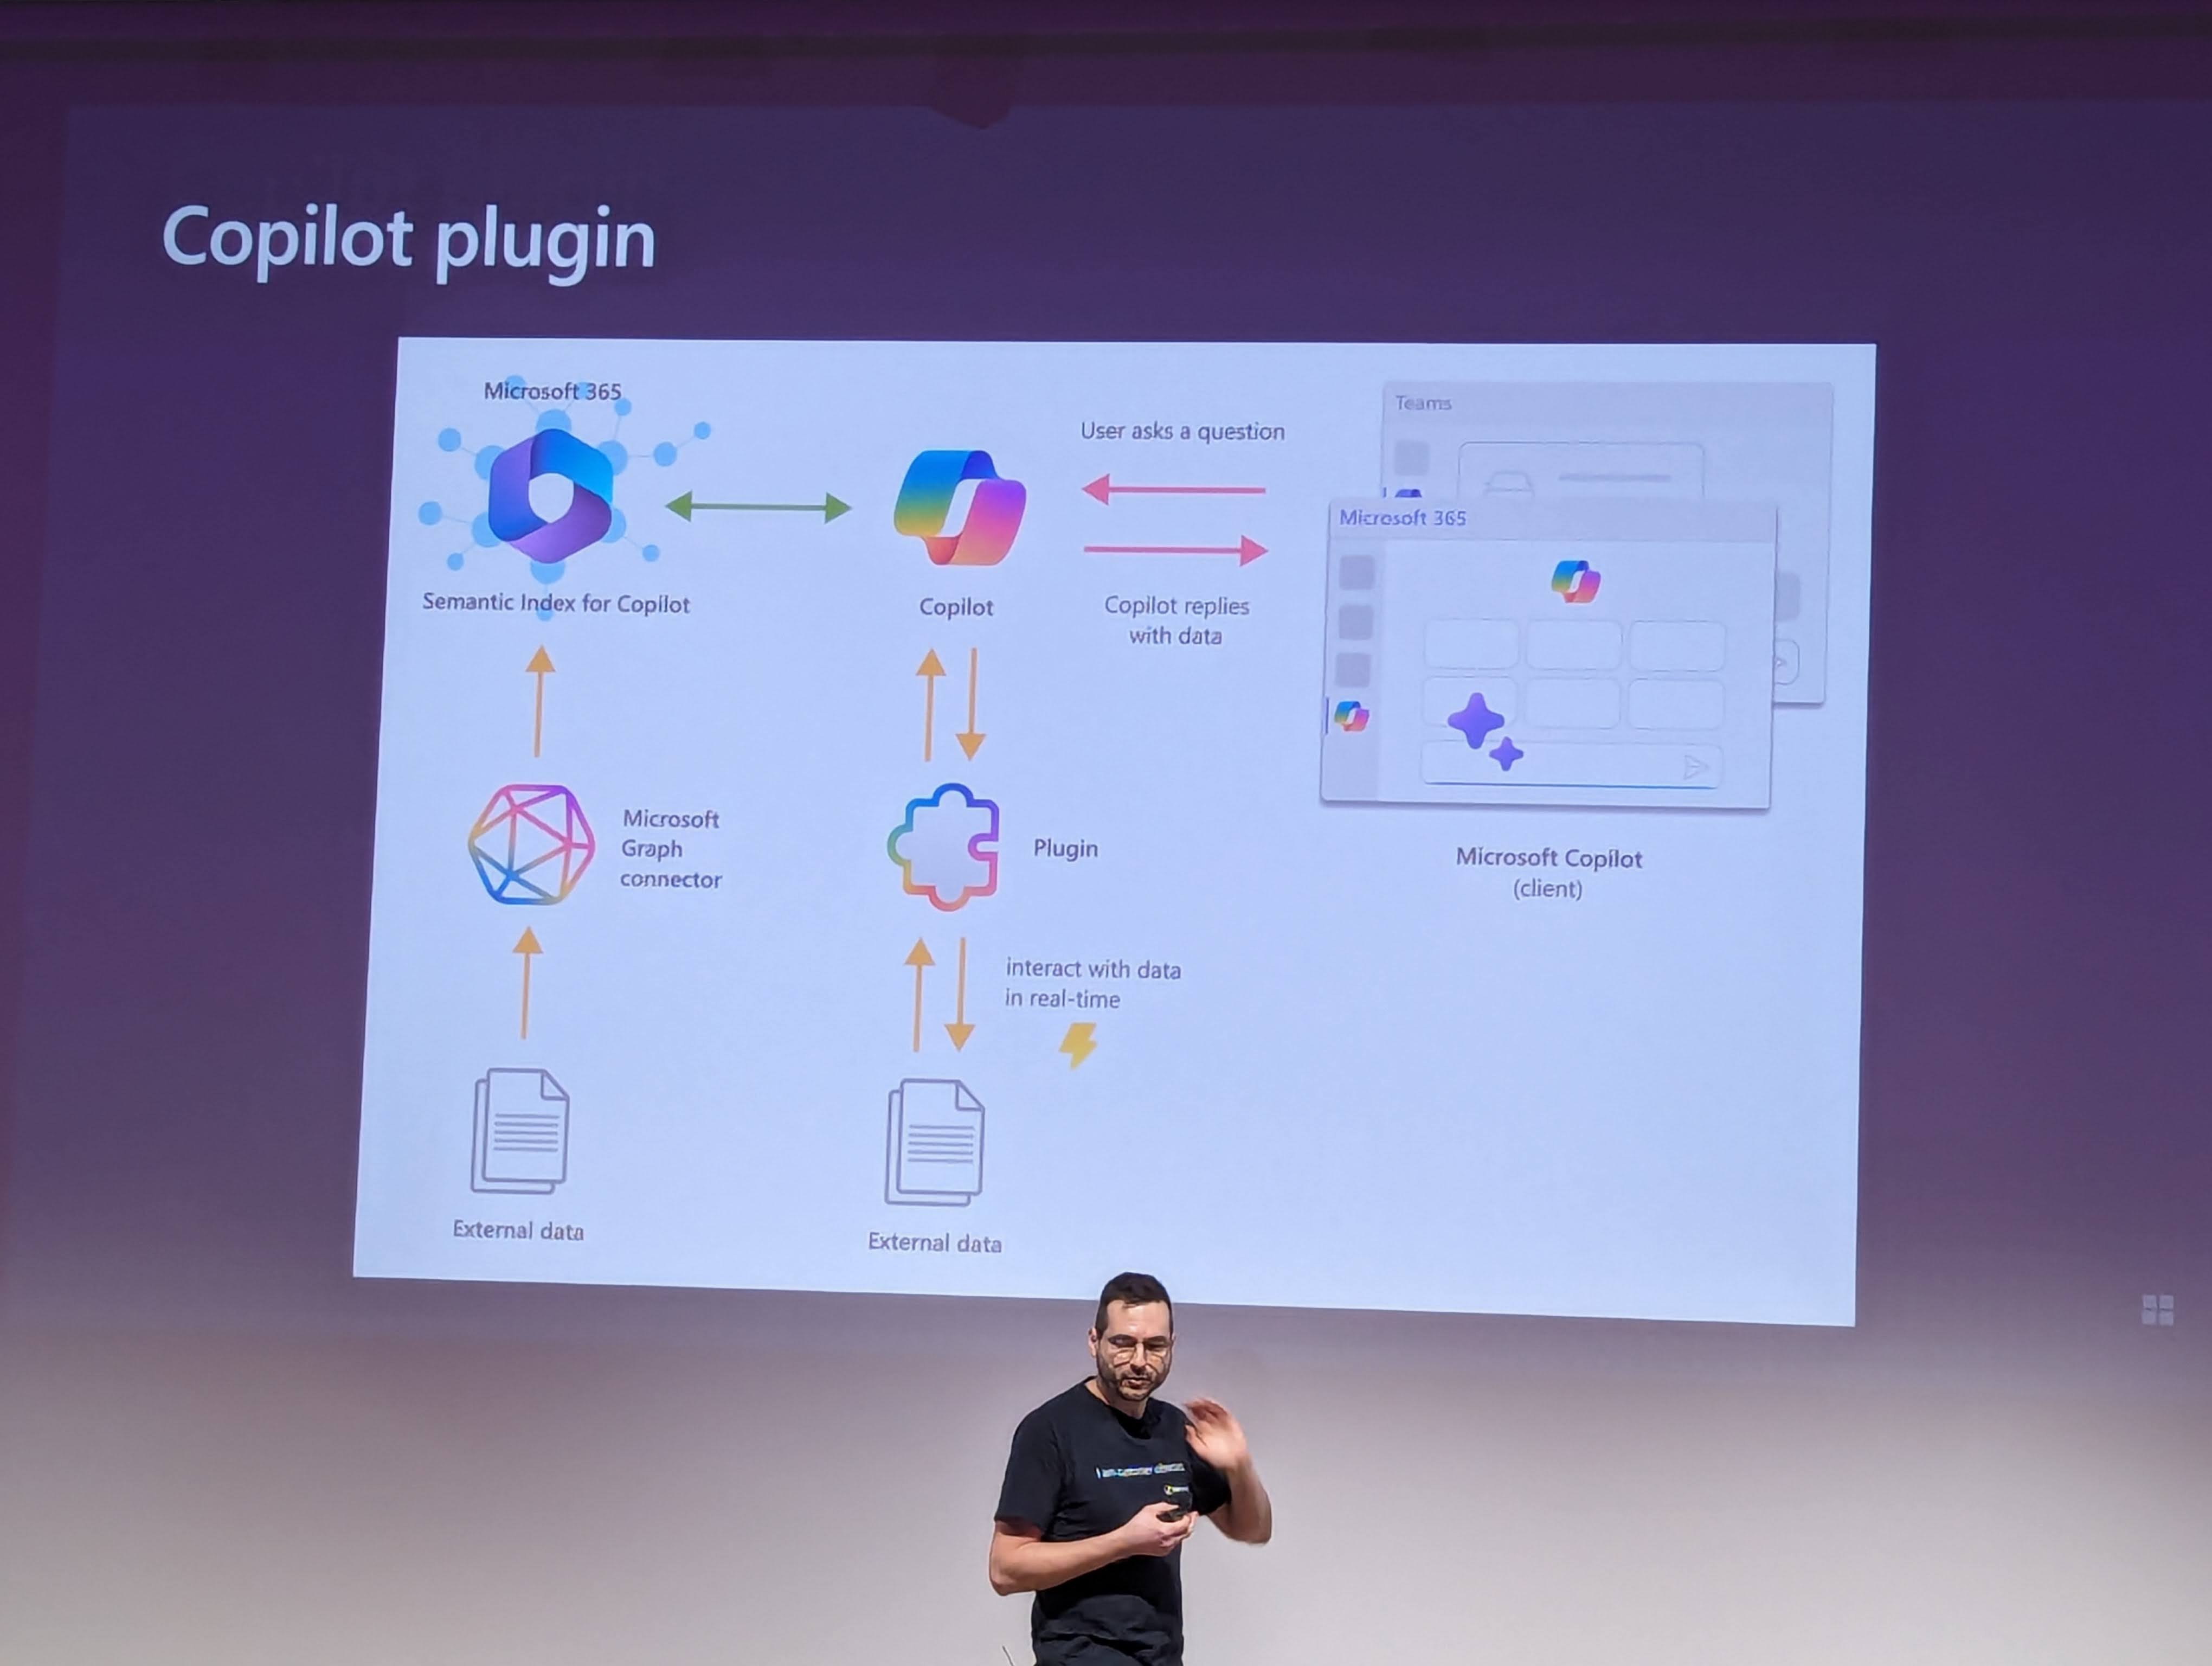 Copilot plugin
Microsoft 365
Semantic Index for Copilot
Microsoft
Graph
connector
External data
Copilot
Plugin
interact with data
in real-time
External data
User asks a question
Copilot replies
with data
Teams
Microsoft 365
Microsoft Copilot
(client)
I am